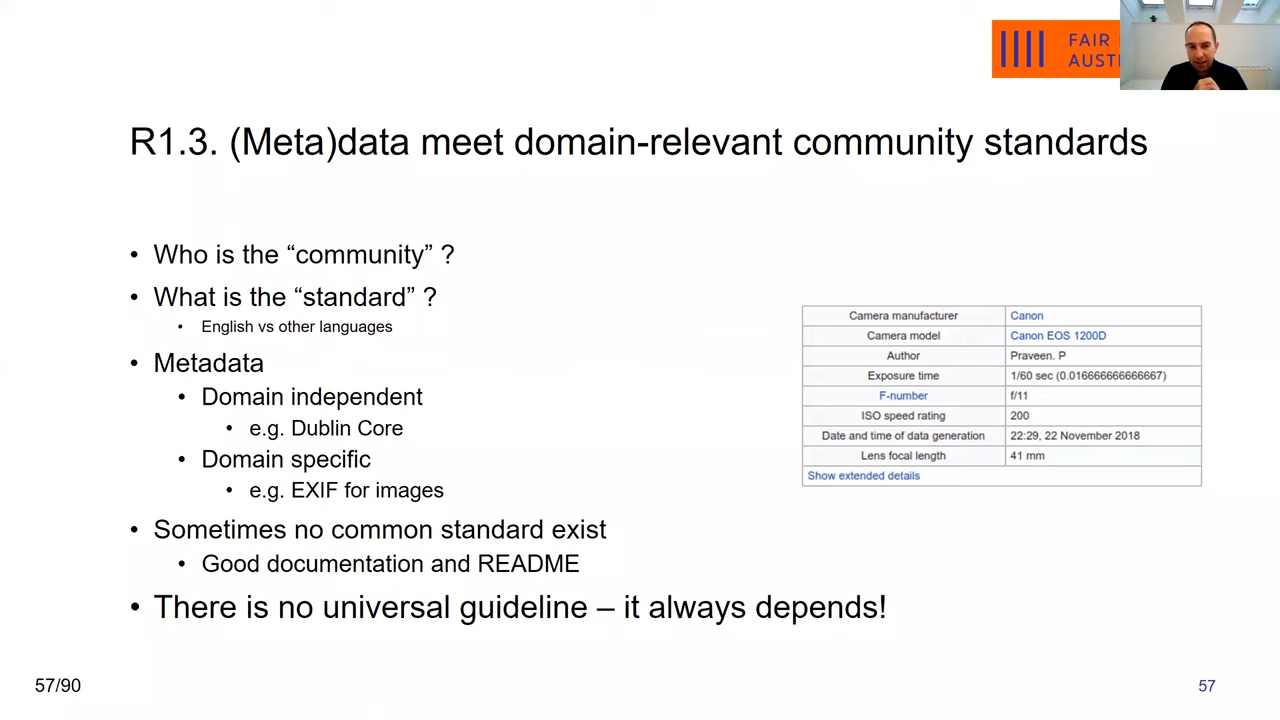 FAIR
AUST
R1.3. (Meta)data meet domain-relevant community standards
• Who is the “community” ?
• What is the “standard” ?
• English vs other languages
• Metadata
• Domain independent
• e.g. Dublin Core
• Domain specific
• e.g. EXIF for images
• Sometimes no common standard exist
• Good documentation and README
• There is no universal guideline – it always depends!
Camera manufacturer Canon
Camera model Canon EOS 1200D
Author Praveen. P
Exposure time 1/60 sec (0.016666666666667)
F-number f/11
ISO speed rating 200
Date and time of data generation 22:29, 22 November 2018
Lens focal length 41 mm
Show extended details
57/90
57